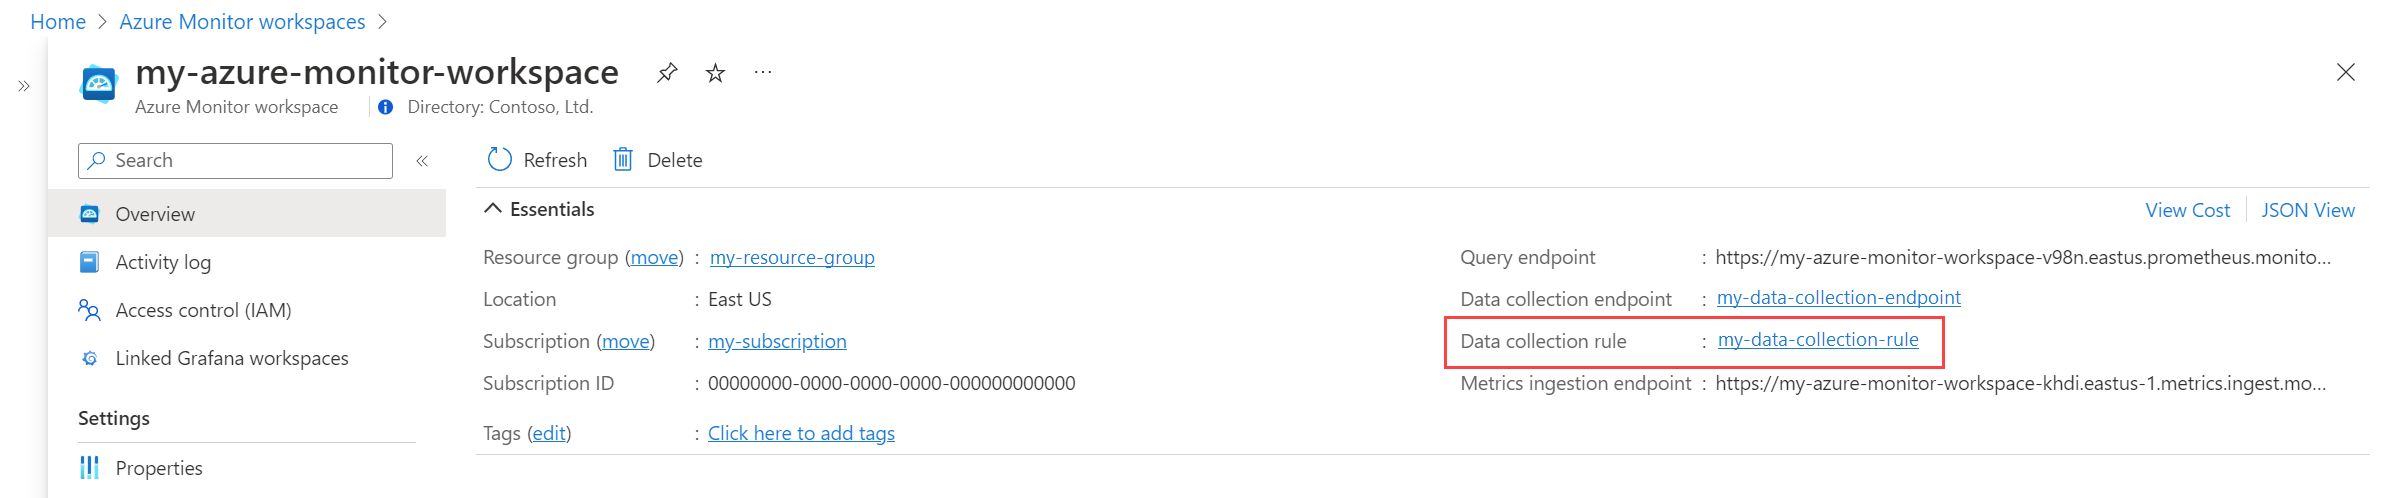 Home > Azure Monitor workspaces >
my-azure-monitor-workspace
Azure Monitor workspace | Directory: Contoso, Ltd.
Search
Refresh Delete
Overview
Activity log
Access control (IAM)
Linked Grafana workspaces
Settings
Properties
Essentials
View Cost JSON View
Resource group (move) : my-resource-group
Location : East US
Subscription (move) : my-subscription
Subscription ID : 00000000-0000-0000-0000-000000000000
Tags (edit) : Click here to add tags
Query endpoint : https://my-azure-monitor-workspace-v98n.eastus.prometheus.monito...
Data collection endpoint : my-data-collection-endpoint
Data collection rule : my-data-collection-rule
Metrics ingestion endpoint : https://my-azure-monitor-workspace-khdi.eastus-1.metrics.ingest.mo...